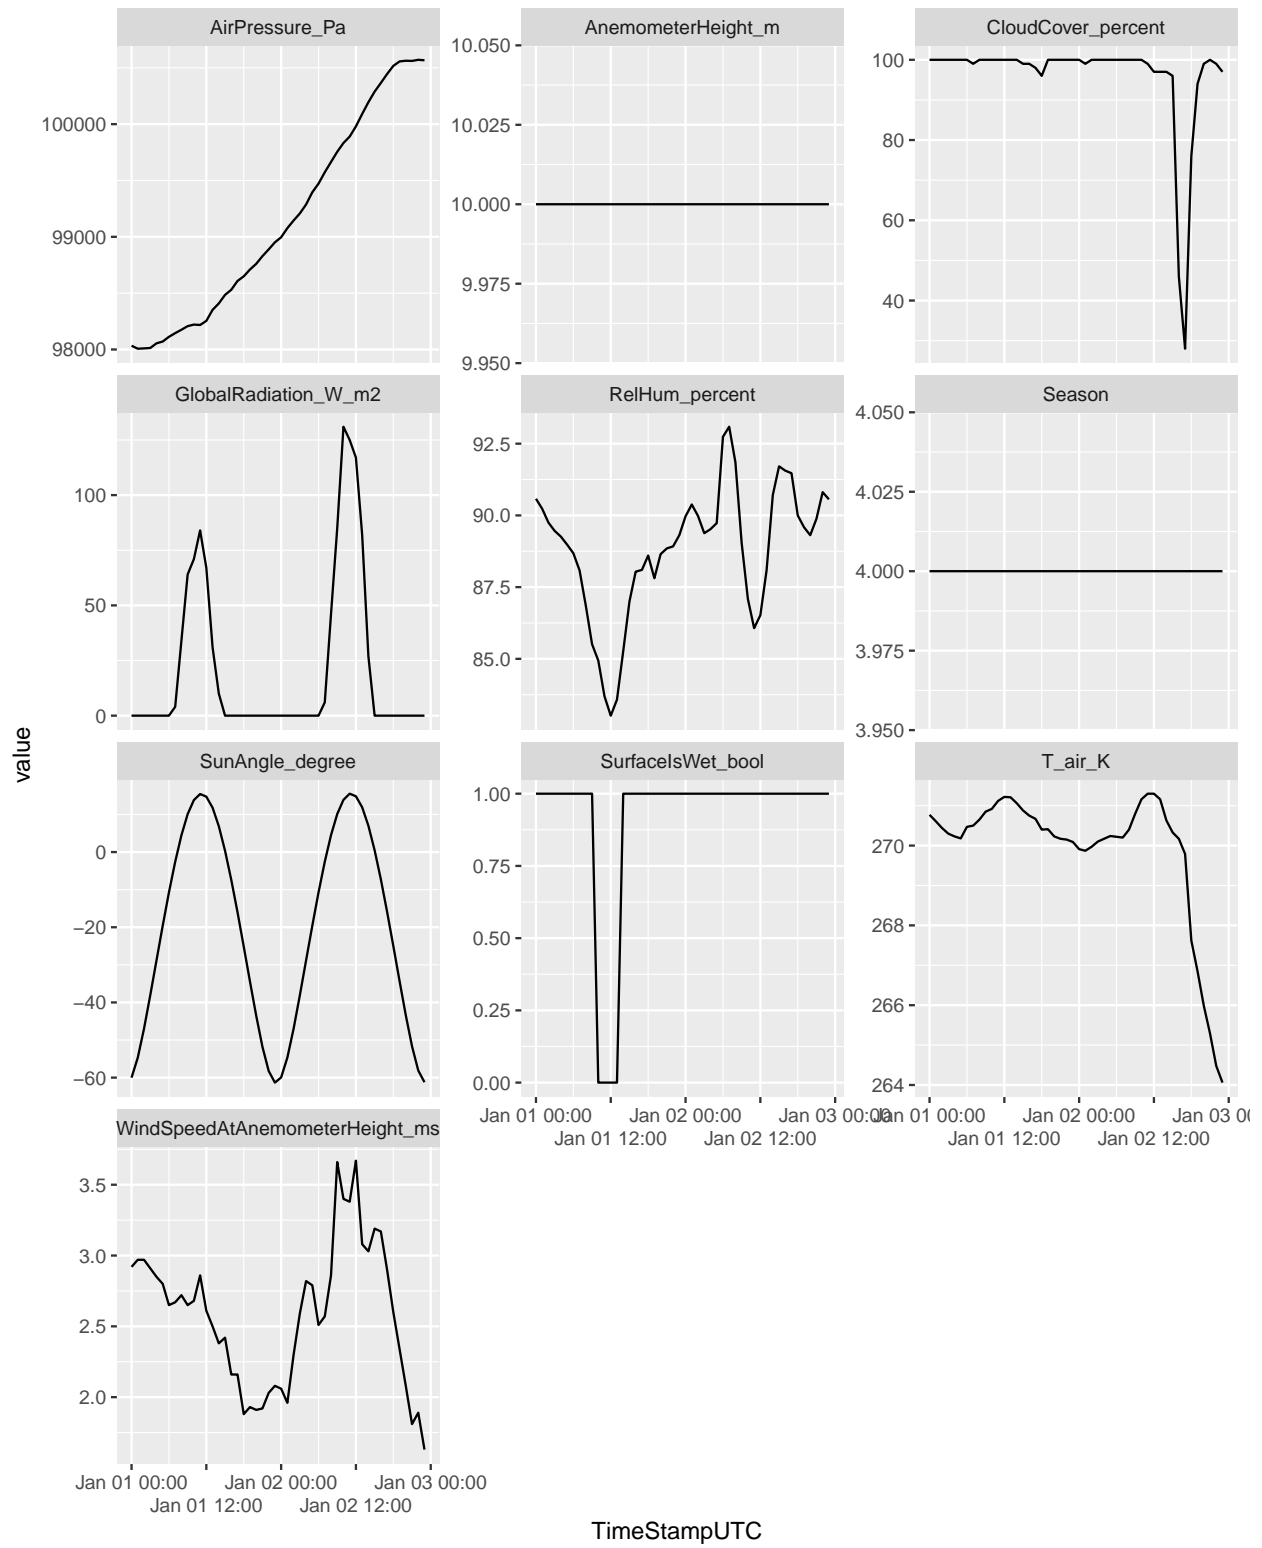 AirPressure_Pa
AnemometerHeight_m
CloudCover_percent
100000
99000
98000
10.050
10.025
10.000
9.975
9.950
100
80
60
40
GlobalRadiation_W_m2
RelHum_percent
Season
100
50
0
92.5
90.0
87.5
85.0
4.050
4.025
4.000
3.975
3.950
value
SunAngle_degree
SurfaceIsWet_bool
T_air_K
0
−20
−40
−60
1.00
0.75
0.50
0.25
0.00
270
268
266
264
Jan 01 00:00 Jan 02 00:00 Jan 03 00:00
Jan 01 12:00 Jan 02 12:00
Jan 01 00:00 Jan 02 00:00 Jan 03 0
Jan 01 12:00 Jan 02 12:00
WindSpeedAtAnemometerHeight_ms
3.5
3.0
2.5
2.0
Jan 01 00:00 Jan 02 00:00 Jan 03 00:00
Jan 01 12:00 Jan 02 12:00
TimeStampUTC